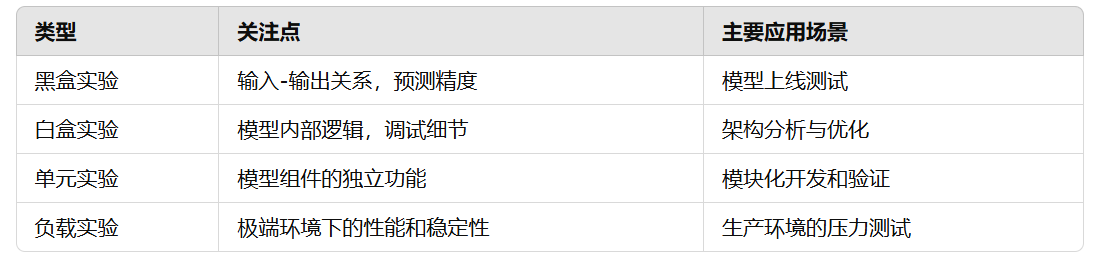 类型 关注点 主要应用场景
黑盒实验 输入-输出关系，预测精度 模型上线测试
白盒实验 模型内部逻辑，调试细节 架构分析与优化
单元实验 模型组件的独立功能 模块化开发和验证
负载实验 极端环境下的性能和稳定性 生产环境的压力测试